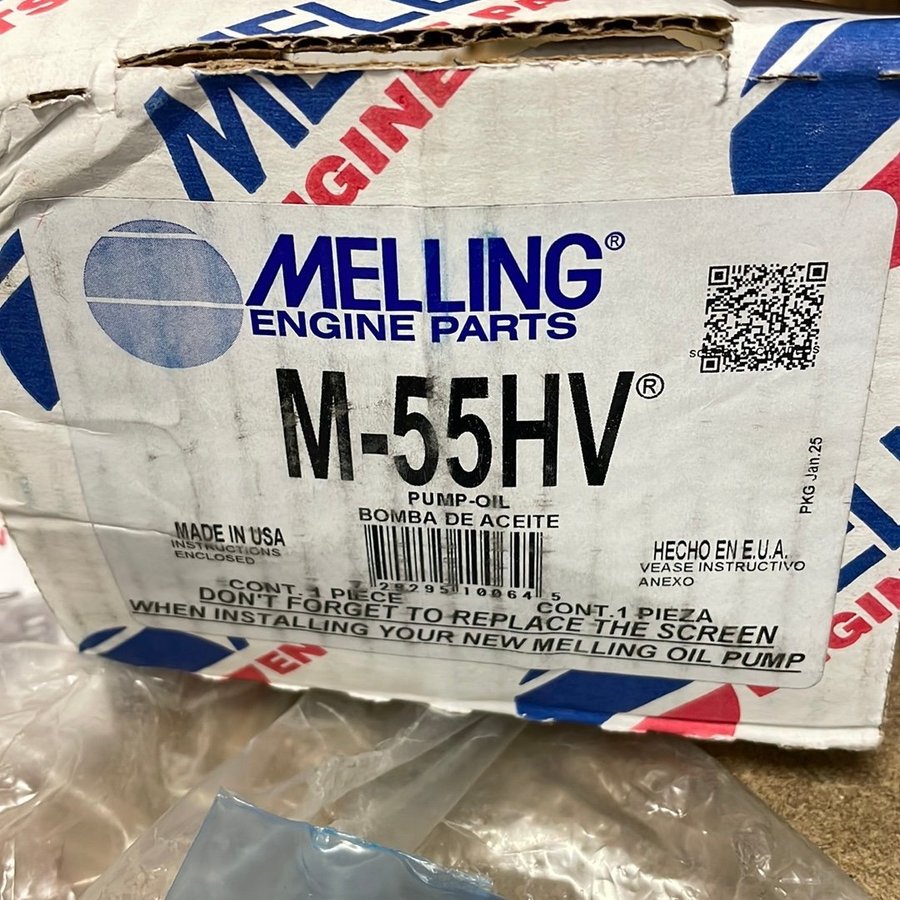 MELLING
ENGINE
MELLING®
ENGINE PARTS
M-55HV®
PUMP-OIL
BOMBA DE ACEITE
PKG Jan.25
MADE IN USA
INSTRUCTIONS
ENCLOSED
HECHO EN E.U.A.
VEASE INSTRUCTIVO
ANEXO
CONT. 1 PIECE
CONT. 1 PIEZA
DON'T FORGET TO REPLACE THE SCREEN
WHEN INSTALLING YOUR NEW MELLING OIL PUMP